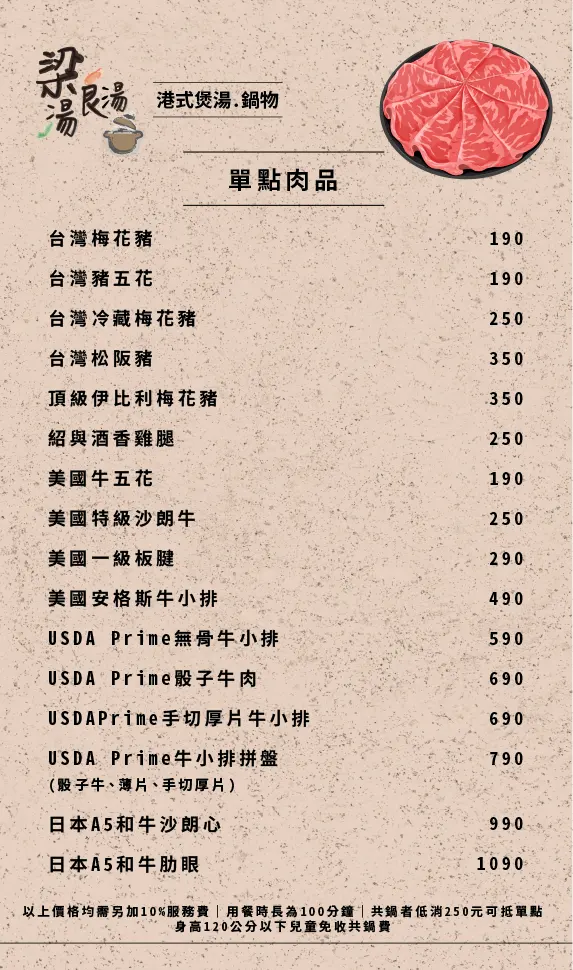 梁湯良湯
港式煲湯.鍋物
單點肉品
台灣梅花豬 190
台灣豬五花 190
台灣冷藏梅花豬 250
台灣松阪豬 350
頂級伊比利梅花豬 350
紹與酒香雞腿 250
美國牛五花 190
美國特級沙朗牛 250
美國一級板腱 290
美國安格斯牛小排 490
USDA Prime無骨牛小排 590
USDA Prime骰子牛肉 690
USDAPrime手切厚片牛小排 690
USDA Prime牛小排拼盤 790
(骰子牛、薄片、手切厚片)
日本A5和牛沙朗心 990
日本A5和牛肋眼 1090
以上價格均需另加10%服務費｜用餐時長為100分鐘｜共鍋者低消250元可抵單點
身高120公分以下兒童免收共鍋費